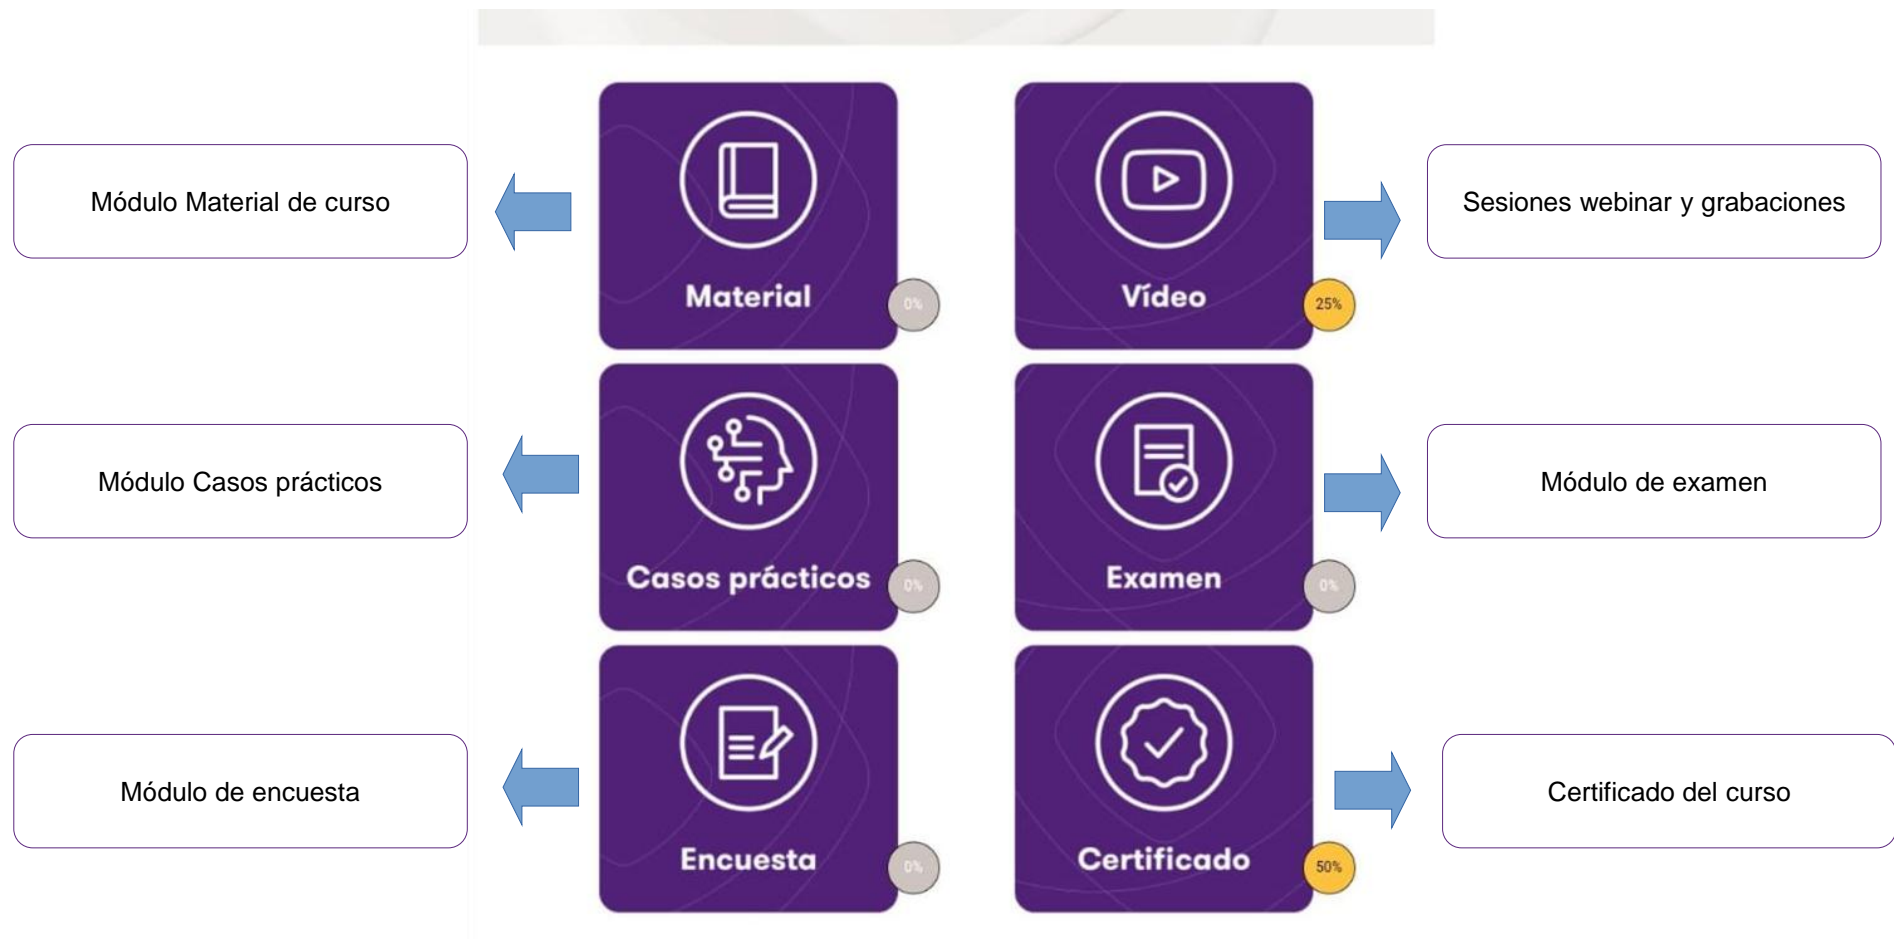 Módulo Material de curso
Material
0%
Vídeo
25%
Sesiones webinar y grabaciones
Módulo Casos prácticos
Casos prácticos
0%
Examen
0%
Módulo de examen
Módulo de encuesta
Encuesta
0%
Certificado
50%
Certificado del curso